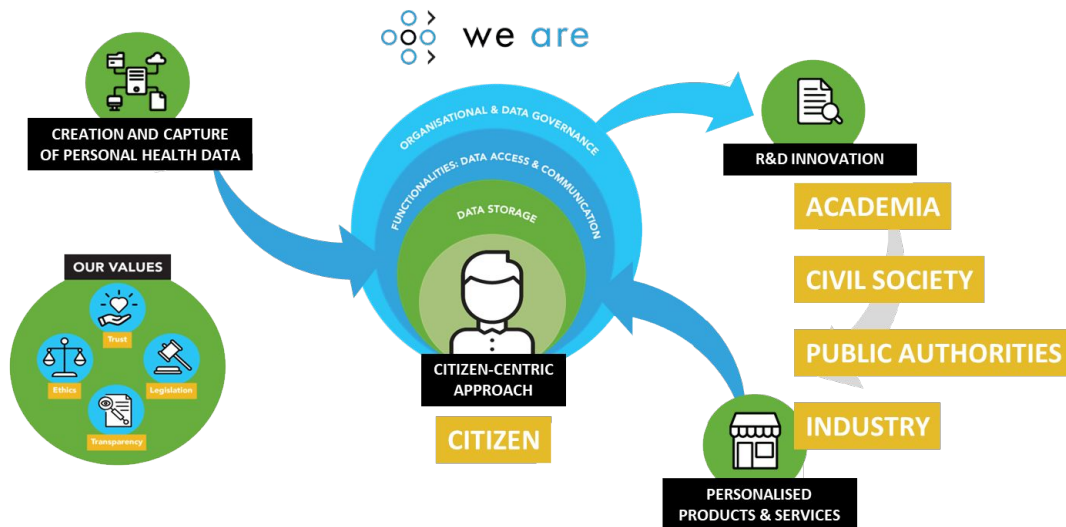 we are
CREATION AND CAPTURE
OF PERSONAL HEALTH DATA
ORGANISATIONAL & DATA GOVERNANCE
FUNCTIONALITIES: DATA ACCESS & COMMUNICATION
DATA STORAGE
CITIZEN-CENTRIC
APPROACH
CITIZEN
R&D INNOVATION
ACADEMIA
CIVIL SOCIETY
PUBLIC AUTHORITIES
INDUSTRY
PERSONALISED
PRODUCTS & SERVICES
OUR VALUES
Trust
Ethics
Legislation
Transparency